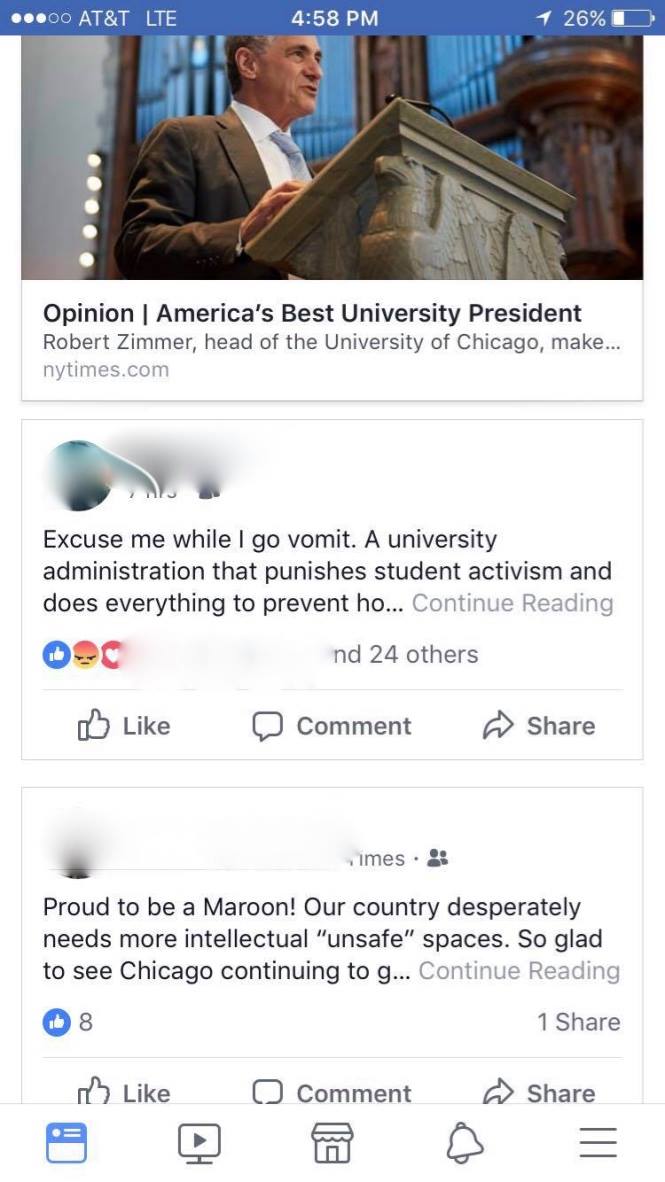 AT&T LTE 4:58 PM 26%
Opinion | America's Best University President
Robert Zimmer, head of the University of Chicago, make...
nytimes.com
Excuse me while I go vomit. A university
administration that punishes student activism and
does everything to prevent ho... Continue Reading
nd 24 others
Like Comment Share
imes ·
Proud to be a Maroon! Our country desperately
needs more intellectual “unsafe” spaces. So glad
to see Chicago continuing to g... Continue Reading
8 1 Share
Like Comment Share